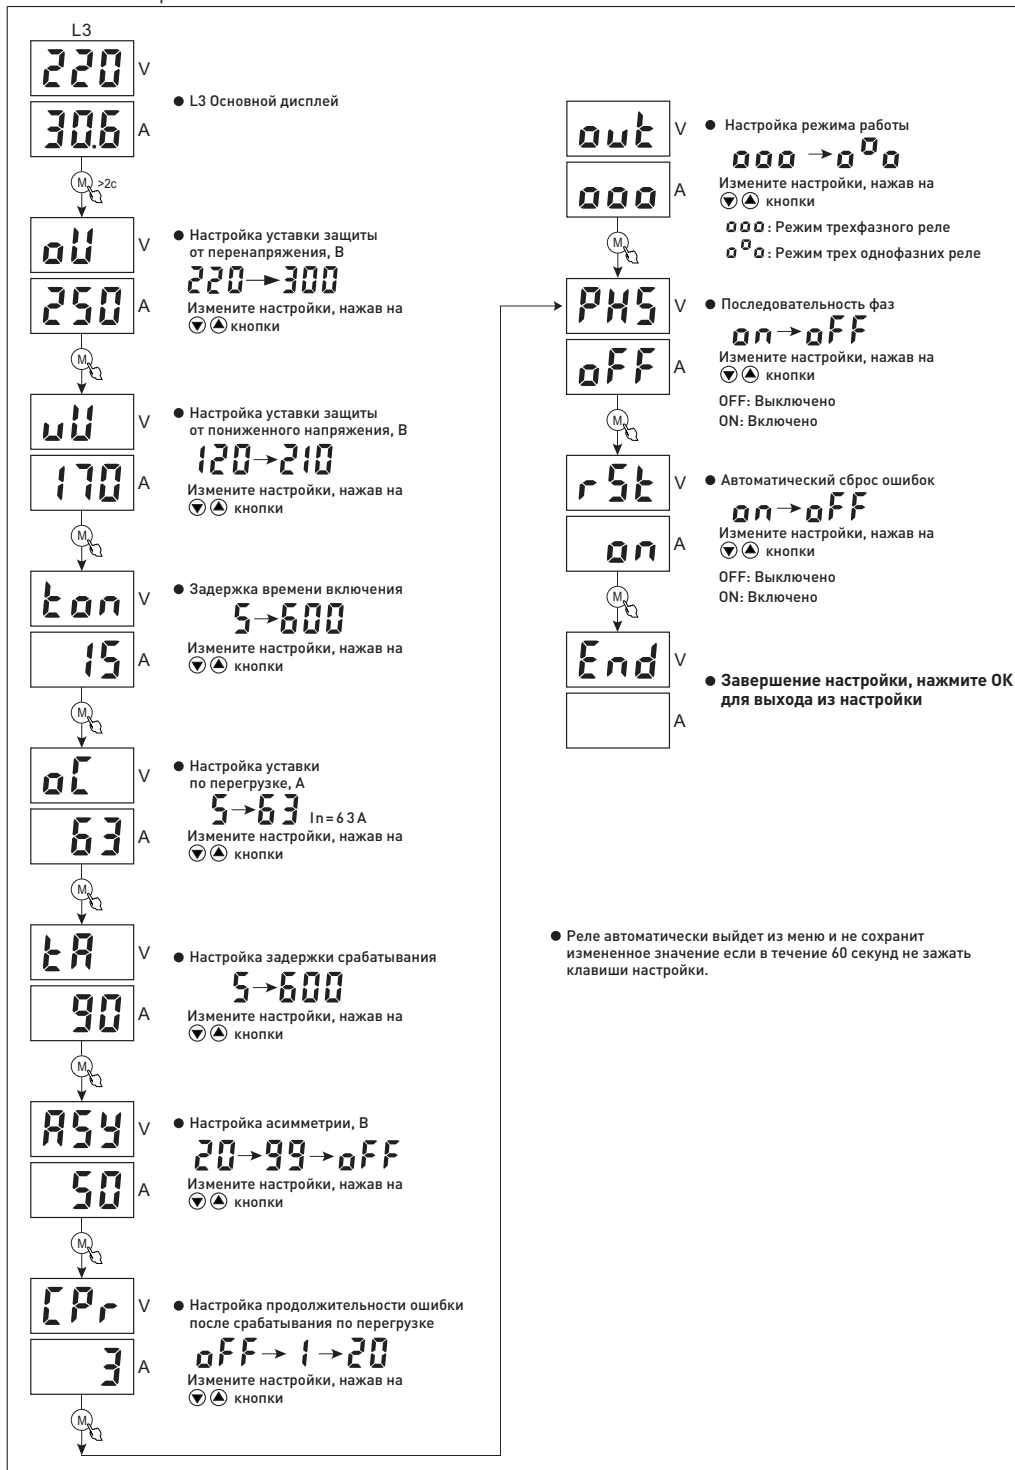 L3
220 V
30.6 A
● L3 Основной дисплей
M >2с
oU V
250 A
● Настройка уставки защиты
от перенапряжения, В
220→300
Измените настройки, нажав на
▼▲ кнопки
M
uU V
170 A
● Настройка уставки защиты
от пониженного напряжения, В
120→210
Измените настройки, нажав на
▼▲ кнопки
M
ton V
15 A
● Задержка времени включения
5→600
Измените настройки, нажав на
▼▲ кнопки
M
oC V
63 A
● Настройка уставки
по перегрузке, А
5→63 In=63A
Измените настройки, нажав на
▼▲ кнопки
M
tA V
90 A
● Настройка задержки срабатывания
5→600
Измените настройки, нажав на
▼▲ кнопки
M
ASY V
50 A
● Настройка асимметрии, В
20→99→oFF
Измените настройки, нажав на
▼▲ кнопки
M
CPr V
3 A
● Настройка продолжительности ошибки
после срабатывания по перегрузке
oFF→1→20
Измените настройки, нажав на
▼▲ кнопки
M
out V
ooo A
● Настройка режима работы
ooo→oºo
Измените настройки, нажав на
▼▲ кнопки
ooo: Режим трехфазного реле
oºo: Режим трех однофазних реле
M
PHS V
oFF A
● Последовательность фаз
on→oFF
Измените настройки, нажав на
▼▲ кнопки
OFF: Выключено
ON: Включено
M
rSt V
on A
● Автоматический сброс ошибок
on→oFF
Измените настройки, нажав на
▼▲ кнопки
OFF: Выключено
ON: Включено
M
End V
A
● Завершение настройки, нажмите OK
для выхода из настройки
● Реле автоматически выйдет из меню и не сохранит
измененное значение если в течение 60 секунд не зажать
клавиши настройки.